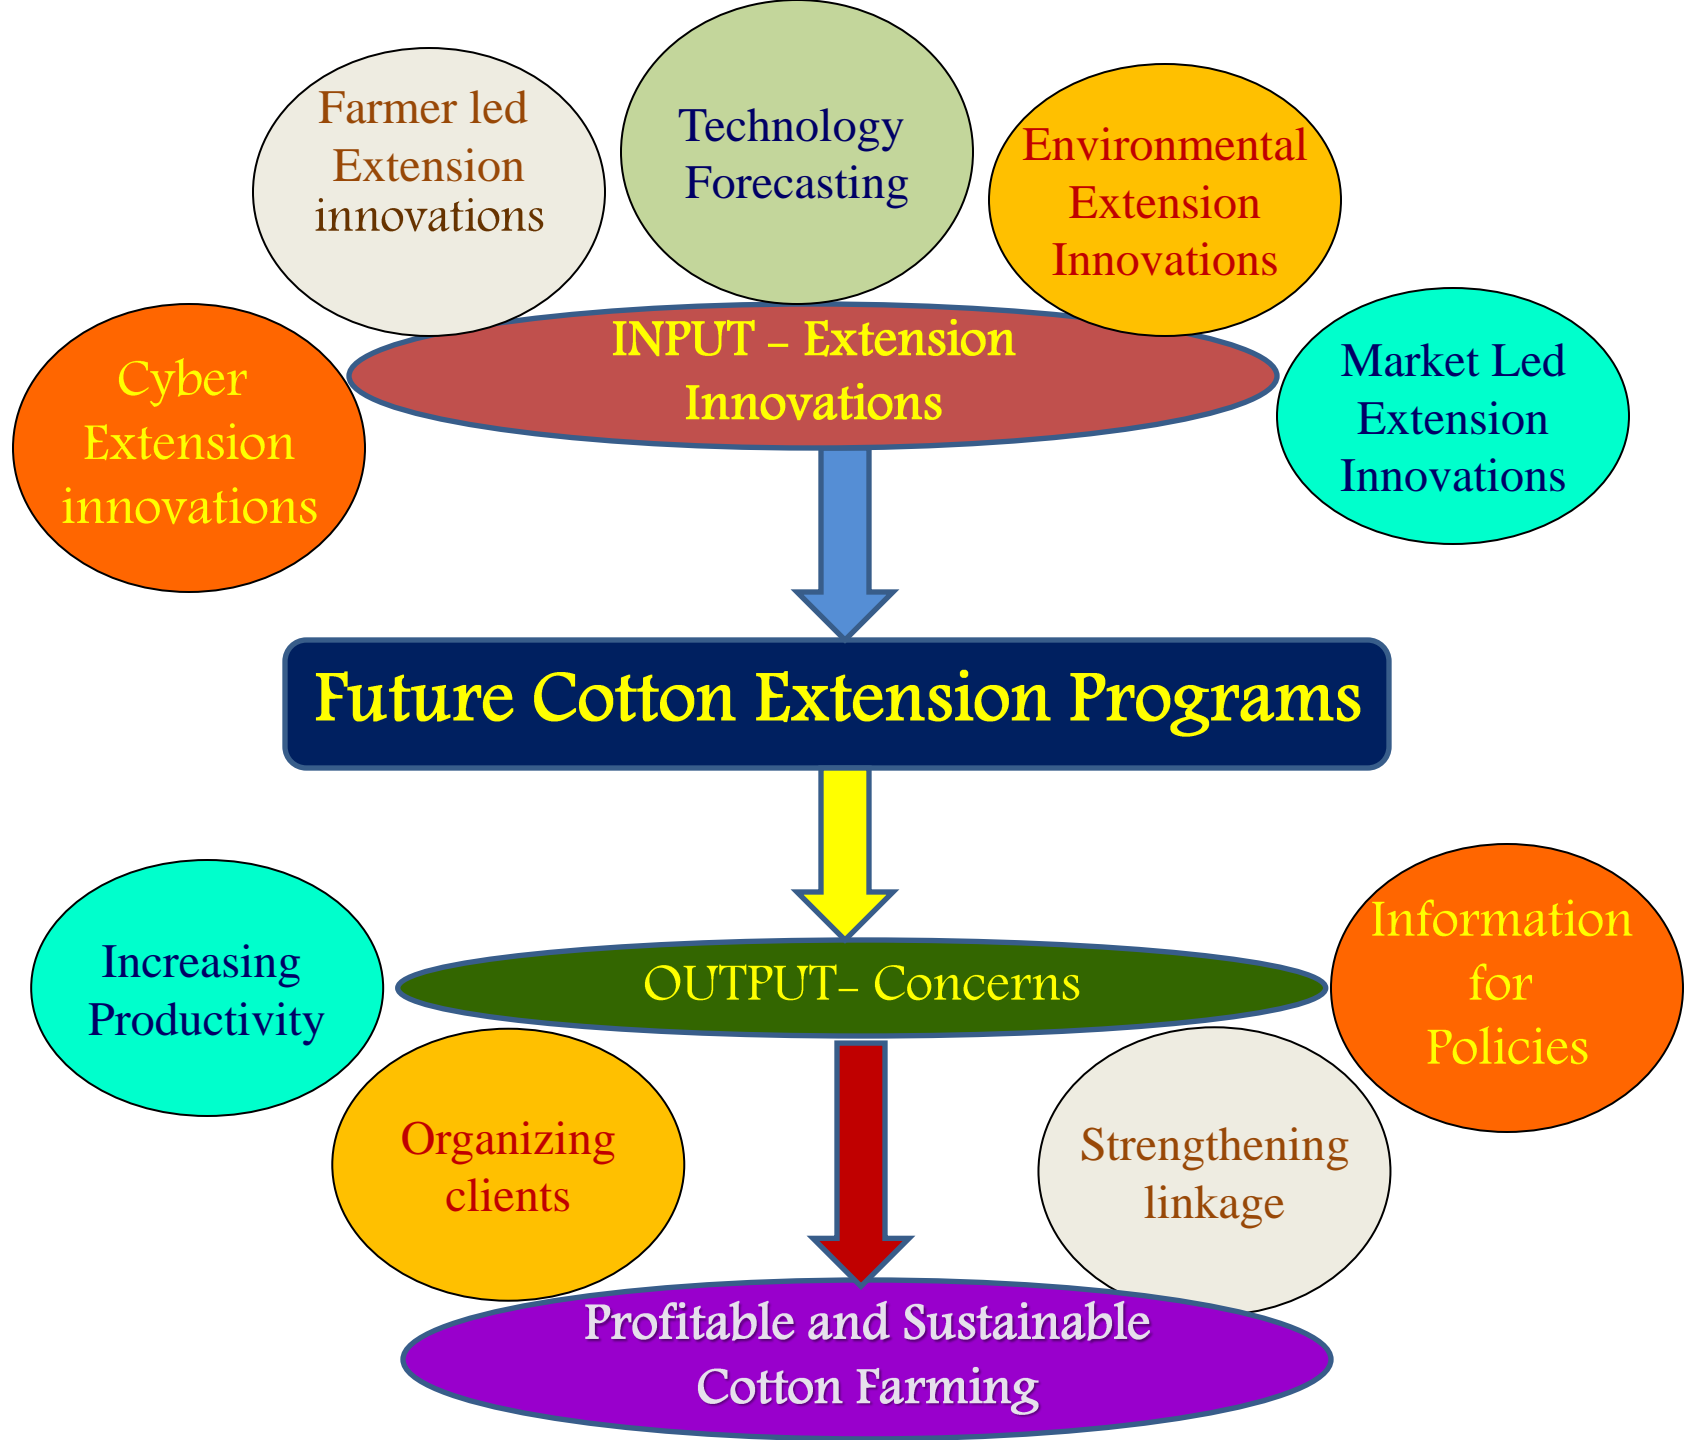 Farmer led
Extension
innovations
Technology
Forecasting
Environmental
Extension
Innovations
Cyber
Extension
innovations
INPUT – Extension
Innovations
Market Led
Extension
Innovations
Future Cotton Extension Programs
Increasing
Productivity
OUTPUT– Concerns
Information
for
Policies
Organizing
clients
Strengthening
linkage
Profitable and Sustainable
Cotton Farming